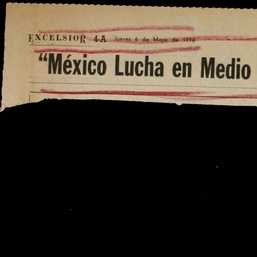 EXCELSIOR 4-A Jueves 6 de Mayo de 1976
“México Lucha en Medio